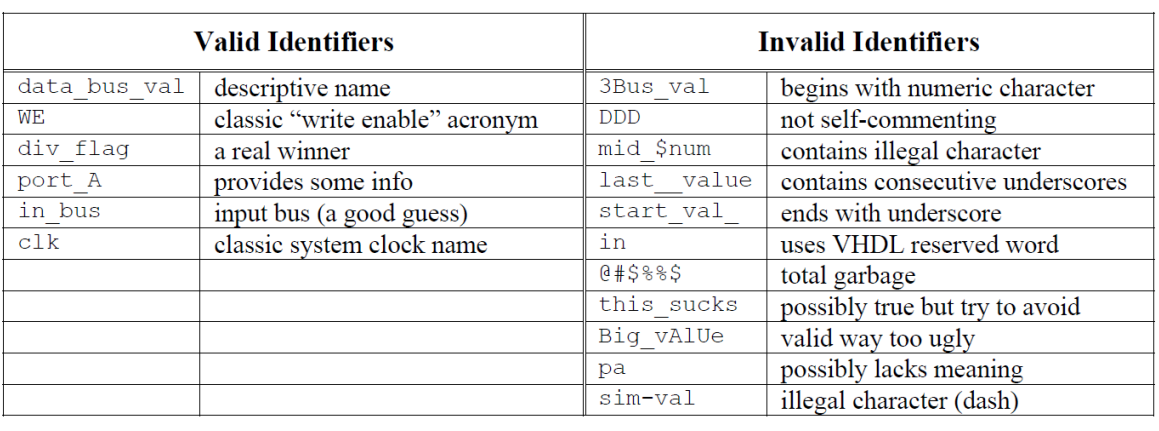 Valid Identifiers Invalid Identifiers
data_bus_val descriptive name 3Bus_val begins with numeric character
WE classic “write enable” acronym DDD not self-commenting
div_flag a real winner mid_$num contains illegal character
port_A provides some info last__value contains consecutive underscores
in_bus input bus (a good guess) start_val_ ends with underscore
clk classic system clock name in uses VHDL reserved word
@#$%%$ total garbage
this_sucks possibly true but try to avoid
Big_vAlUe valid way too ugly
pa possibly lacks meaning
sim-val illegal character (dash)